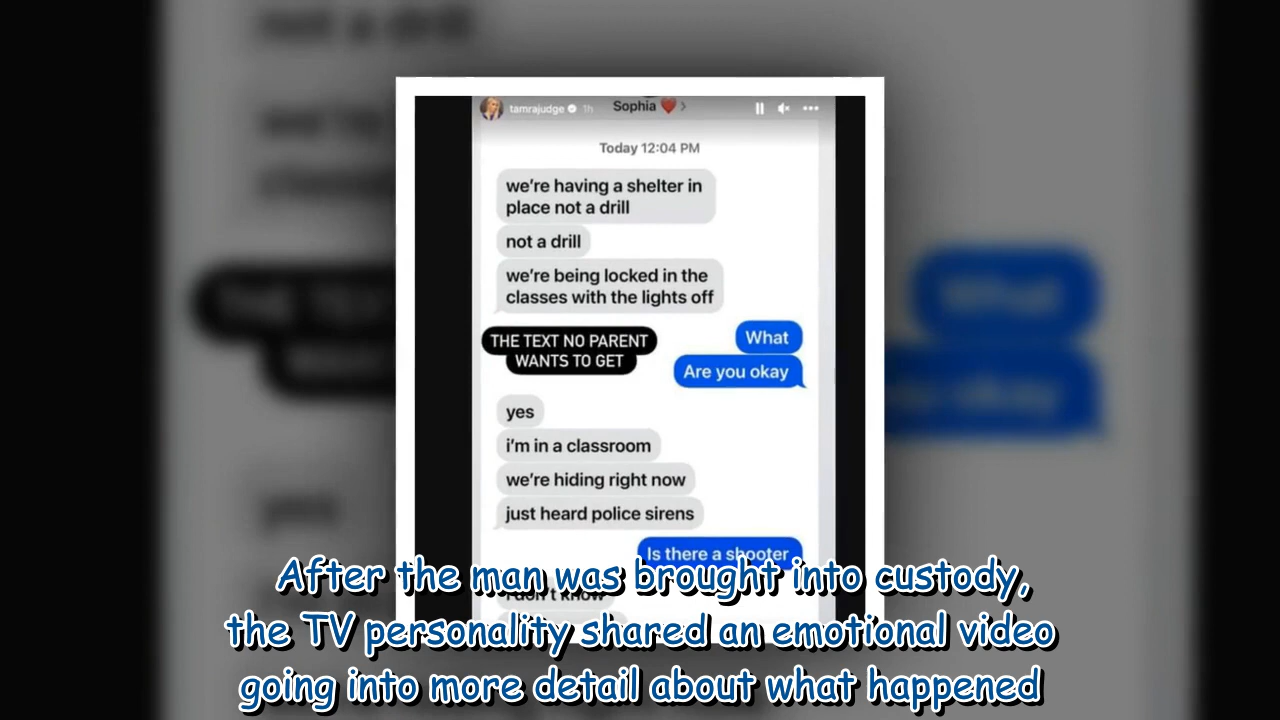 tamrajudge 1h
Sophia ❤️ >
Today 12:04 PM
we're having a shelter in
place not a drill
not a drill
we're being locked in the
classes with the lights off
THE TEXT NO PARENT
WANTS TO GET
What
Are you okay
yes
i'm in a classroom
we're hiding right now
just heard police sirens
Is there a shooter
i don't know
After the man was brought into custody,
the TV personality shared an emotional video
going into more detail about what happened